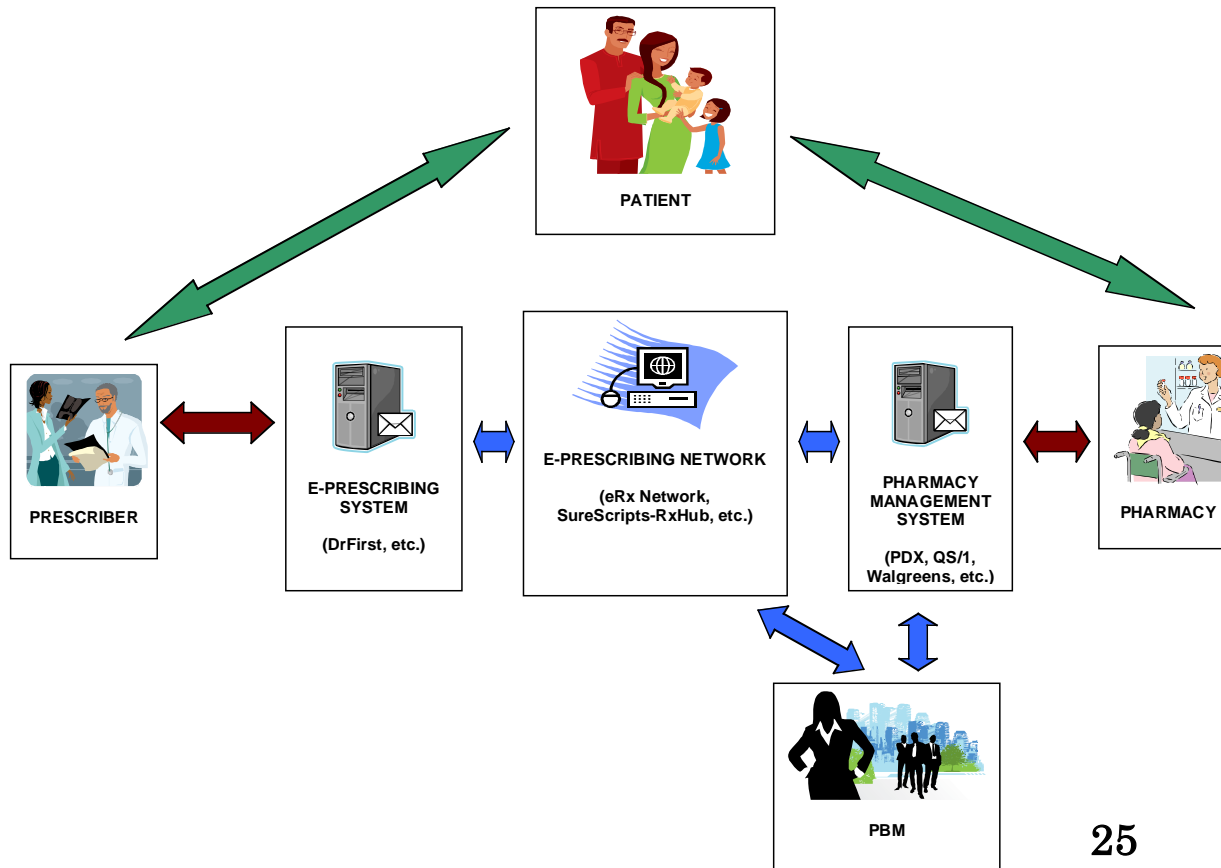 PATIENT
PRESCRIBER
E-PRESCRIBING
SYSTEM
(DrFirst, etc.)
E-PRESCRIBING NETWORK
(eRx Network,
SureScripts-RxHub, etc.)
PHARMACY
MANAGEMENT
SYSTEM
(PDX, QS/1,
Walgreens, etc.)
PHARMACY
PBM
25